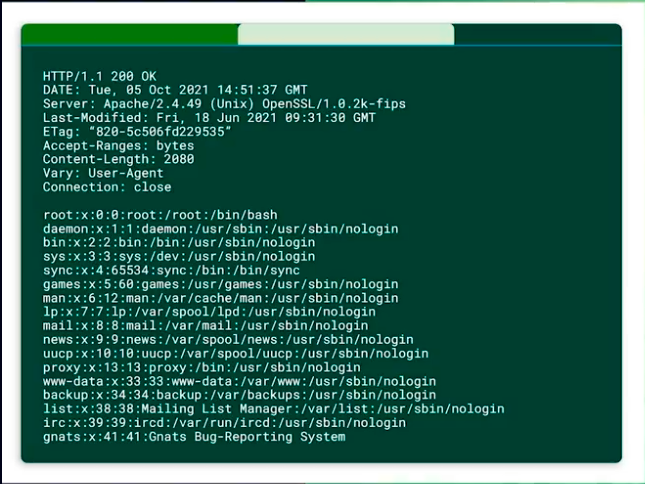 HTTP/1.1 200 OK
DATE: Tue, 05 Oct 2021 14:51:37 GMT
Server: Apache/2.4.49 (Unix) OpenSSL/1.0.2k-fips
Last-Modified: Fri, 18 Jun 2021 09:31:30 GMT
ETag: “820-5c506fd229535”
Accept-Ranges: bytes
Content-Length: 2080
Vary: User-Agent
Connection: close
root:x:0:0:root:/root:/bin/bash
daemon:x:1:1:daemon:/usr/sbin:/usr/sbin/nologin
bin:x:2:2:bin:/bin:/usr/sbin/nologin
sys:x:3:3:sys:/dev:/usr/sbin/nologin
sync:x:4:65534:sync:/bin:/bin/sync
games:x:5:60:games:/usr/games:/usr/sbin/nologin
man:x:6:12:man:/var/cache/man:/usr/sbin/nologin
lp:x:7:7:lp:/var/spool/lpd:/usr/sbin/nologin
mail:x:8:8:mail:/var/mail:/usr/sbin/nologin
news:x:9:9:news:/var/spool/news:/usr/sbin/nologin
uucp:x:10:10:uucp:/var/spool/uucp:/usr/sbin/nologin
proxy:x:13:13:proxy:/bin:/usr/sbin/nologin
www-data:x:33:33:www-data:/var/www:/usr/sbin/nologin
backup:x:34:34:backup:/var/backups:/usr/sbin/nologin
list:x:38:38:Mailing List Manager:/var/list:/usr/sbin/nologin
irc:x:39:39:ircd:/var/run/ircd:/usr/sbin/nologin
gnats:x:41:41:Gnats Bug-Reporting System